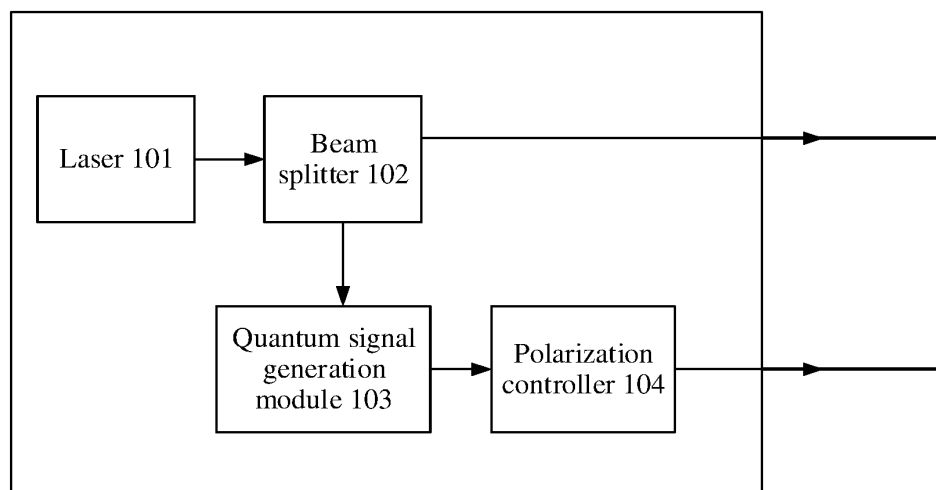 Laser 101
Beam
splitter 102
Quantum signal
generation
module 103
Polarization
controller 104